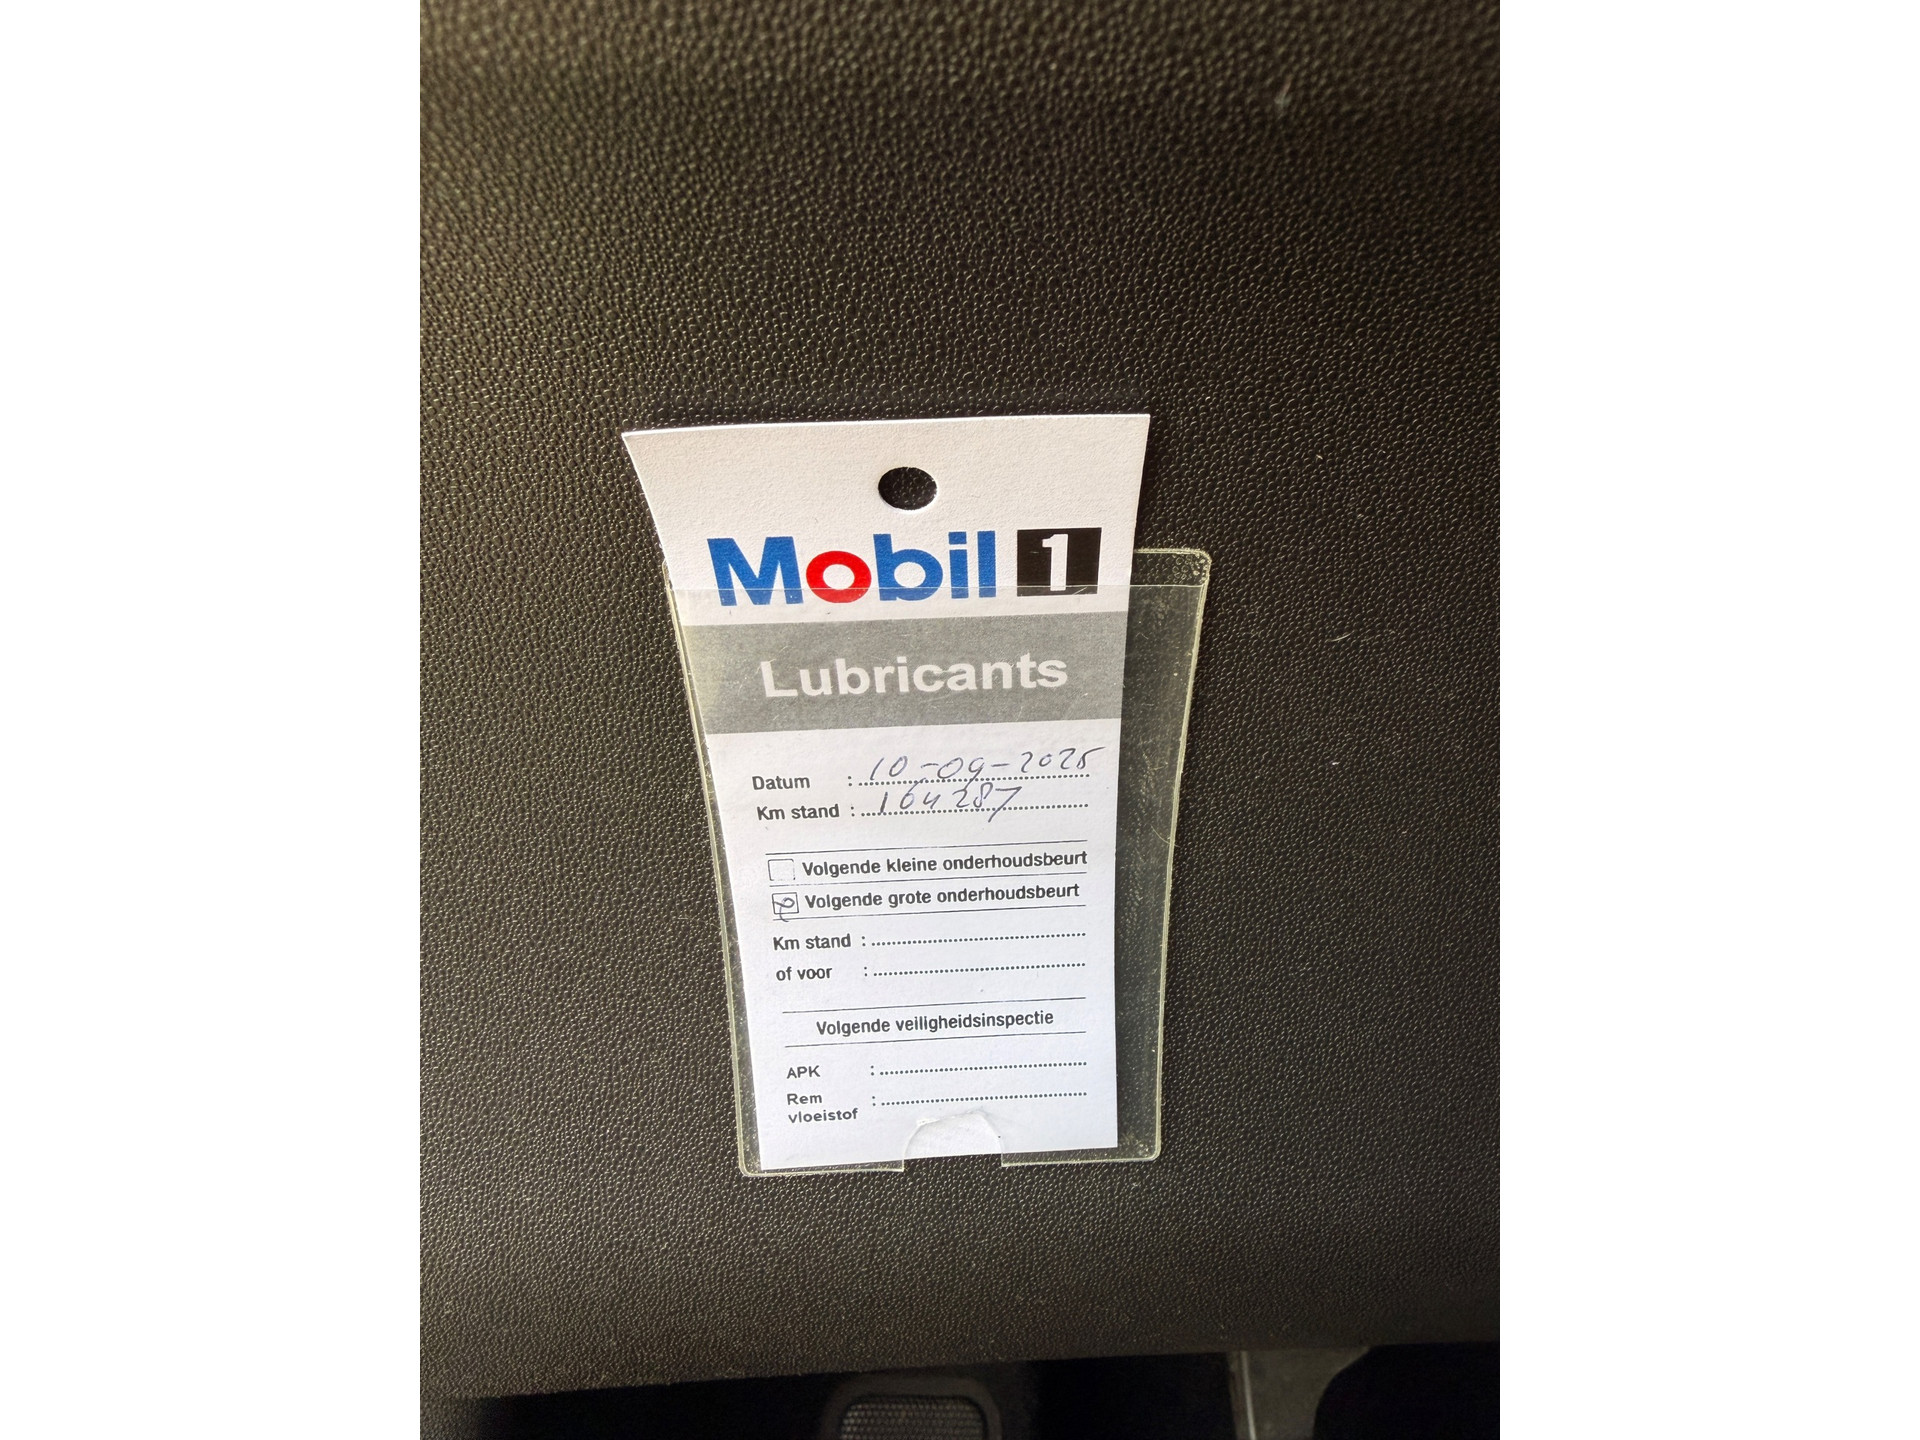 Mobil 1
Lubricants
Datum : 10-09-2025
Km stand : 164287
Volgende kleine onderhoudsbeurt
Volgende grote onderhoudsbeurt
Km stand :
of voor :
Volgende veiligheidsinspectie
APK :
Rem :
vloeistof